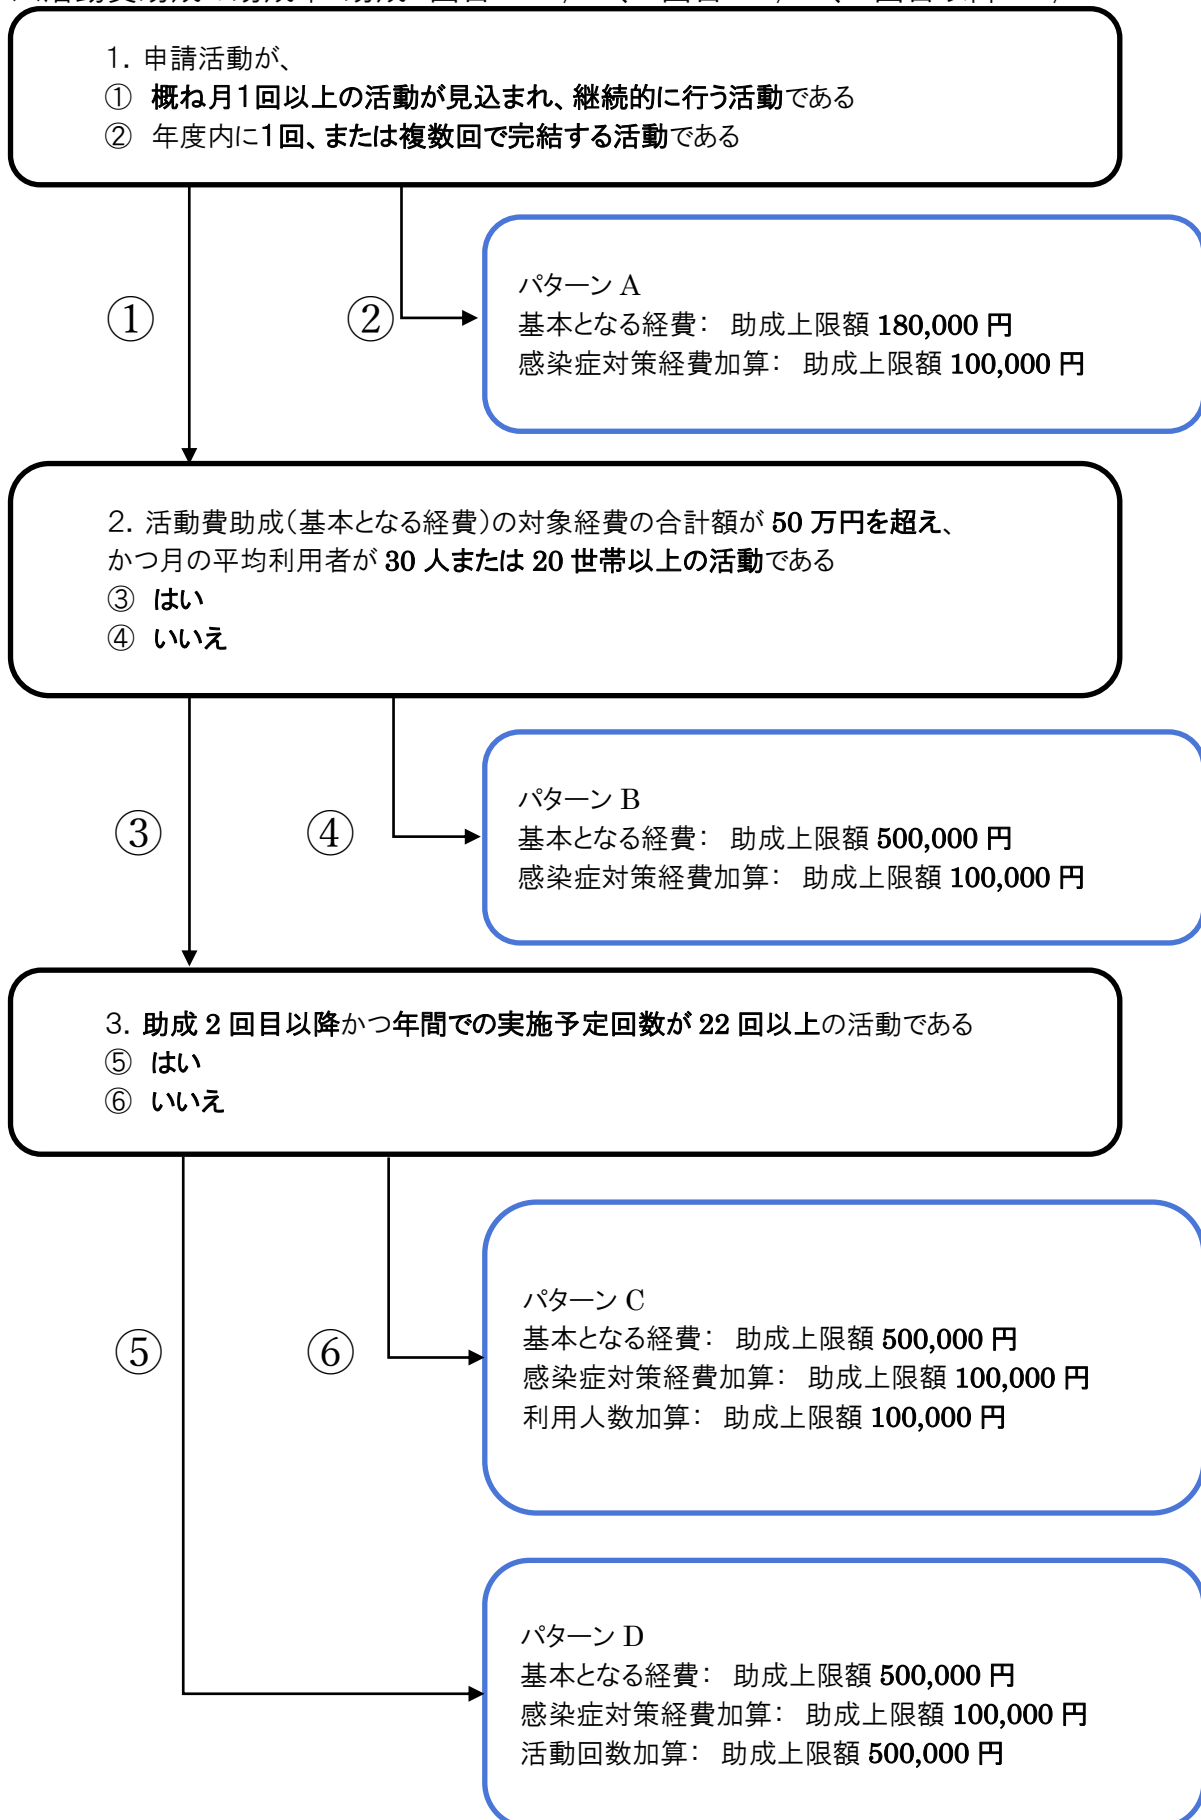 1. 申請活動が、
① 概ね月1回以上の活動が見込まれ、継続的に行う活動である
② 年度内に1回、または複数回で完結する活動である
①
②
パターン A
基本となる経費： 助成上限額 180,000 円
感染症対策経費加算： 助成上限額 100,000 円
2. 活動費助成（基本となる経費）の対象経費の合計額が 50 万円を超え、
かつ月の平均利用者が 30 人または 20 世帯以上の活動である
③ はい
④ いいえ
③
④
パターン B
基本となる経費： 助成上限額 500,000 円
感染症対策経費加算： 助成上限額 100,000 円
3. 助成 2 回目以降かつ年間での実施予定回数が 22 回以上の活動である
⑤ はい
⑥ いいえ
⑤
⑥
パターン C
基本となる経費： 助成上限額 500,000 円
感染症対策経費加算： 助成上限額 100,000 円
利用人数加算： 助成上限額 100,000 円
パターン D
基本となる経費： 助成上限額 500,000 円
感染症対策経費加算： 助成上限額 100,000 円
活動回数加算： 助成上限額 500,000 円